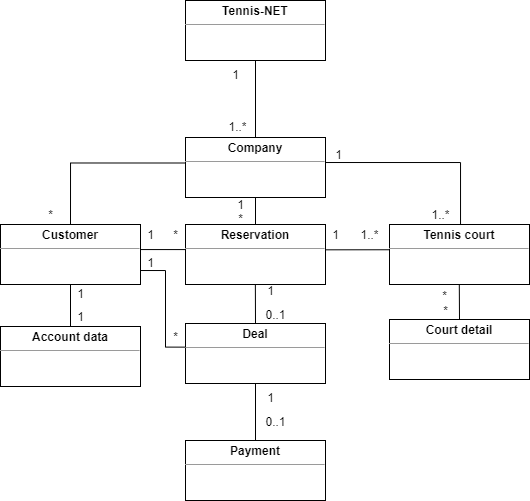 Tennis-NET
1
1..*
Company
1
*
1
1
*
1..*
Customer
1
*
Reservation
1
1..*
Tennis court
1
1
1
*
1
0..1
*
*
Account data
Deal
Court detail
1
0..1
Payment